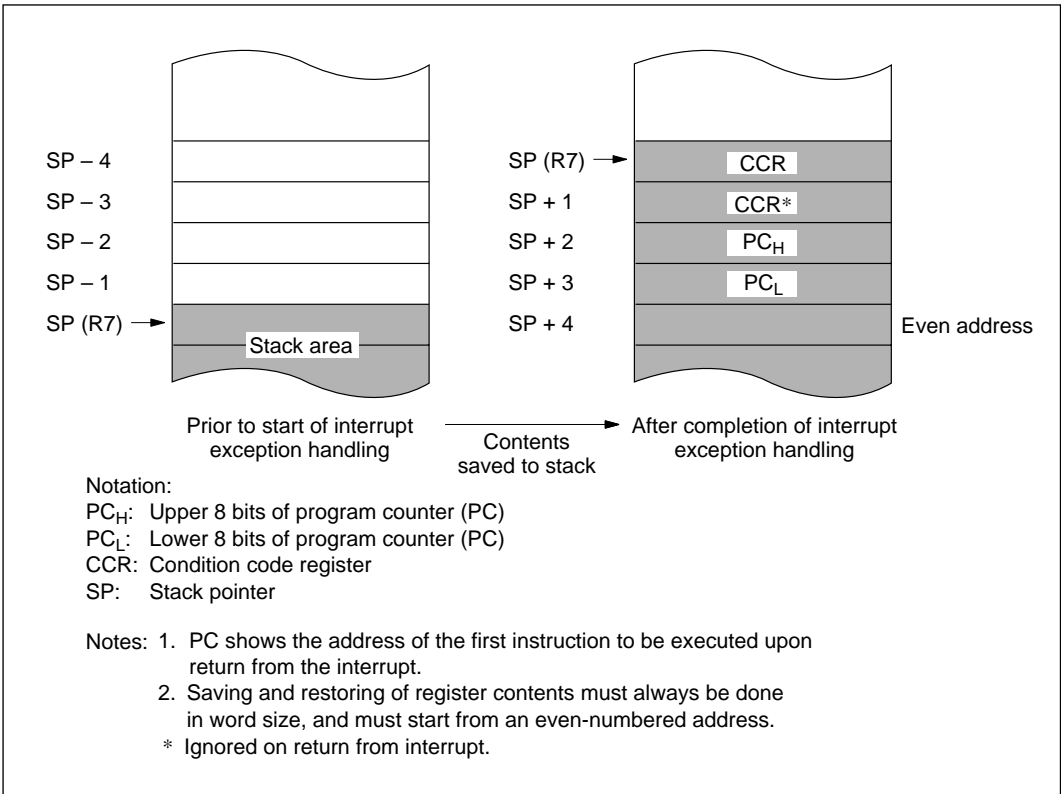 SP – 4
SP – 3
SP – 2
SP – 1
SP (R7)
Stack area
SP (R7)
SP + 1
SP + 2
SP + 3
SP + 4
CCR
CCR*
PCH
PCL
Even address
Prior to start of interrupt
exception handling
Contents
saved to stack
After completion of interrupt
exception handling
Notation:
PCH: Upper 8 bits of program counter (PC)
PCL: Lower 8 bits of program counter (PC)
CCR: Condition code register
SP: Stack pointer
Notes: 1. PC shows the address of the first instruction to be executed upon
return from the interrupt.
2. Saving and restoring of register contents must always be done
in word size, and must start from an even-numbered address.
* Ignored on return from interrupt.